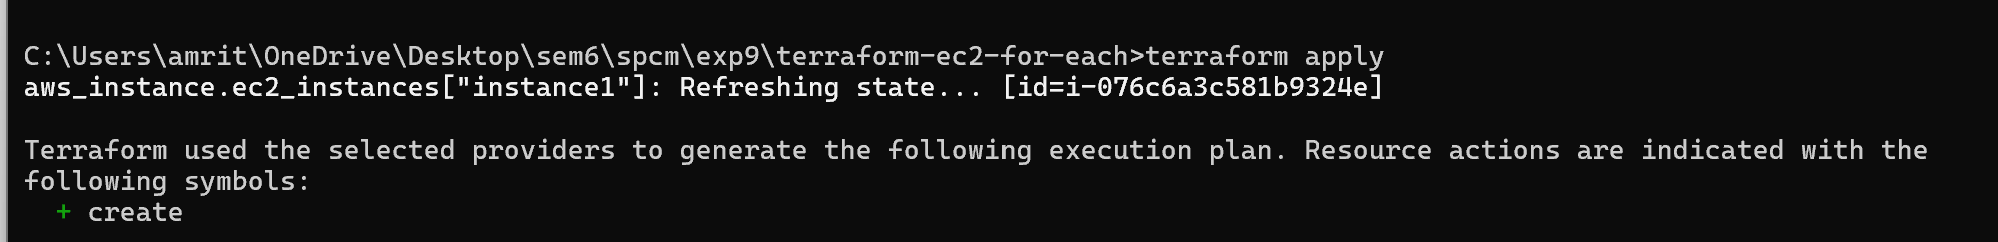 C:\Users\amrit\OneDrive\Desktop\sem6\spcm\exp9\terraform-ec2-for-each>terraform apply
aws_instance.ec2_instances["instance1"]: Refreshing state... [id=i-076c6a3c581b9324e]
Terraform used the selected providers to generate the following execution plan. Resource actions are indicated with the
following symbols:
  + create